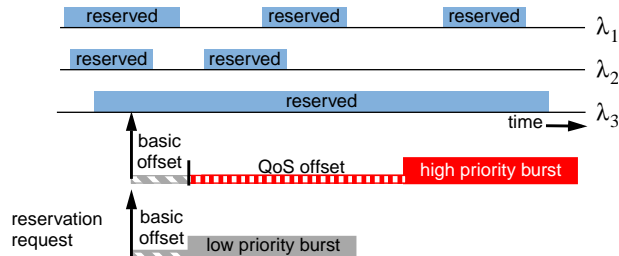 reserved reserved reserved λ1
reserved reserved λ2
reserved λ3
time
basic
offset
QoS offset
high priority burst
reservation
request
basic
offset
low priority burst